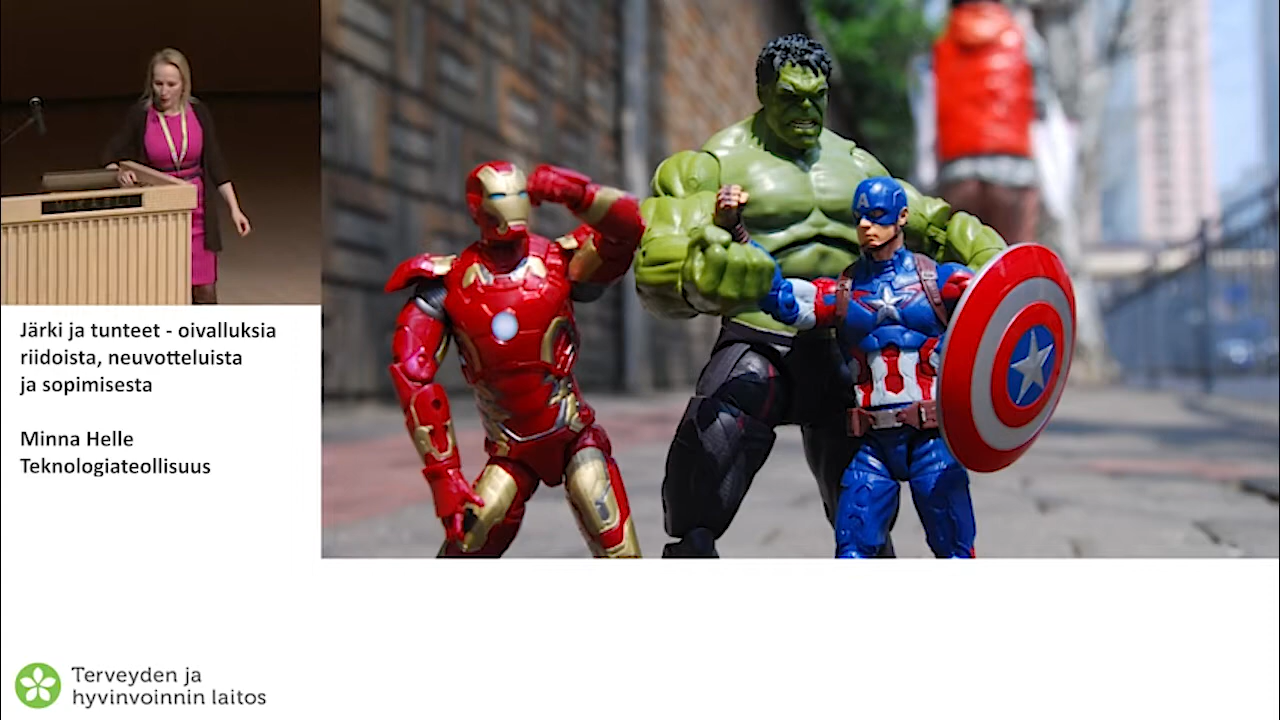 Järki ja tunteet - oivalluksia
riidoista, neuvotteluista
ja sopimisesta
Minna Helle
Teknologiateollisuus
Terveyden ja
hyvinvoinnin laitos
A